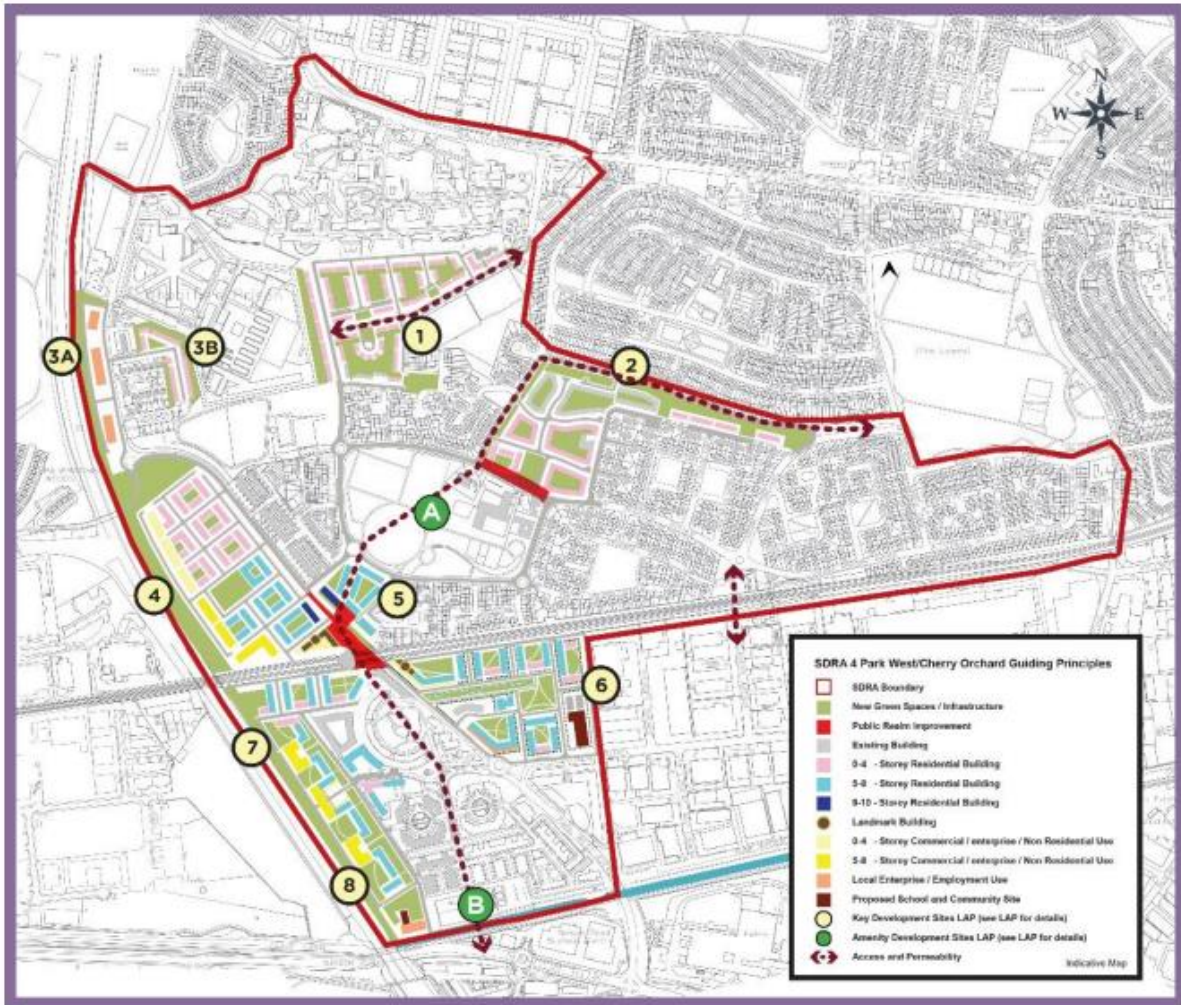 N
W
E
S
1
2
3A
3B
A
4
5
6
7
8
B
SDRA 4 Park West/Cherry Orchard Guiding Principles
SDRA Boundary
New Green Spaces / Infrastructure
Public Realm Improvement
Existing Building
0-4 - Storey Residential Building
5-8 - Storey Residential Building
8-10 - Storey Residential Building
Landmark Building
0-4 - Storey Commercial / enterprise / Non Residential Use
5-8 - Storey Commercial / enterprise / Non Residential Use
Local Enterprise / Employment Use
Proposed School and Community Site
Key Development Sites LAP (see LAP for details)
Amenity Development Sites LAP (see LAP for details)
Access and Permeability
Indicative Map